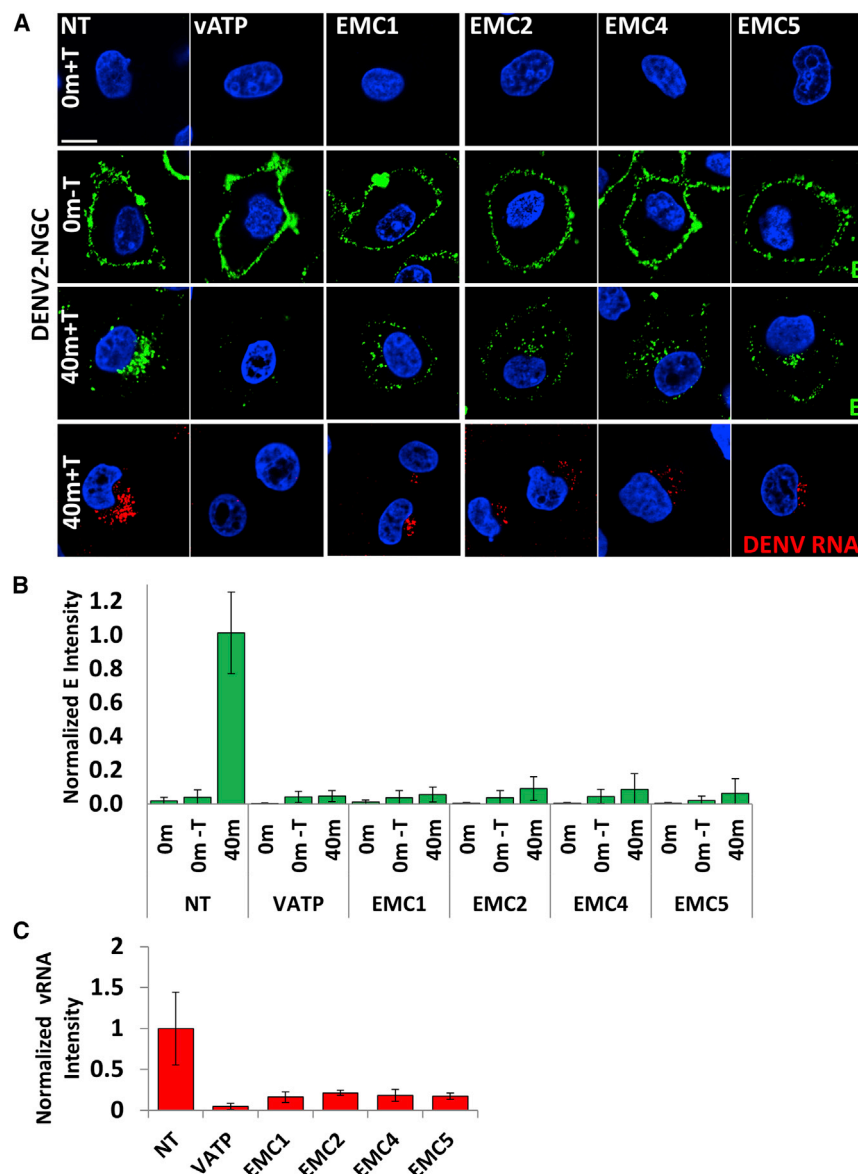 A
NT vATP EMC1 EMC2 EMC4 EMC5
0m+T
DENV2-NGC
0m-T
E
40m+T
E
40m+T
DENV RNA
B
Normalized E Intensity
1.2
1.0
0.8
0.6
0.4
0.2
0.0
0m 0m -T 40m 0m 0m -T 40m 0m 0m -T 40m 0m 0m -T 40m 0m 0m -T 40m 0m 0m -T 40m
NT VATP EMC1 EMC2 EMC4 EMC5
C
Normalized vRNA
Intensity
2
1.5
1
0.5
0
NT VATP EMC1 EMC2 EMC4 EMC5